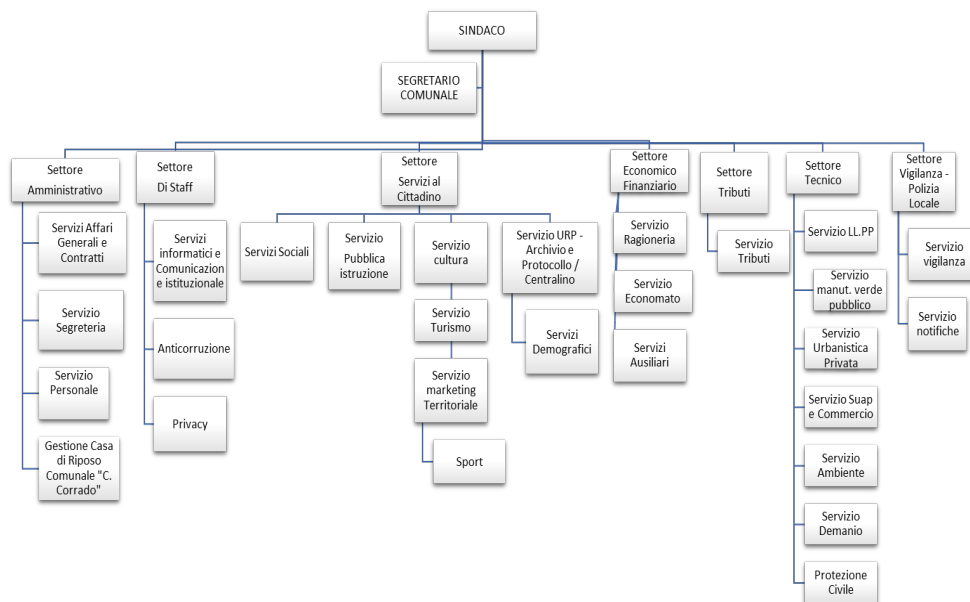 SINDACO
SEGRETARIO
COMUNALE
Settore
Amministrativo
Servizi Affari
Generali e
Contratti
Servizio
Segreteria
Servizio
Personale
Gestione Casa
di Riposo
Comunale "C.
Corrado"
Settore
Di Staff
Servizi
informatici e
Comunicazion
e istituzionale
Anticorruzione
Privacy
Settore
Servizi al
Cittadino
Servizi Sociali
Servizio
Pubblica
istruzione
Servizio
cultura
Servizio
Turismo
Servizio
marketing
Territoriale
Sport
Servizio URP -
Archivio e
Protocollo /
Centralino
Servizi
Demografici
Settore
Economico
Finanziario
Servizio
Ragioneria
Servizio
Economato
Servizi
Ausiliari
Settore
Tributi
Servizio
Tributi
Settore
Tecnico
Servizio LL.PP
Servizio
manut. verde
pubblico
Servizio
Urbanistica
Privata
Servizio Suap
e Commercio
Servizio
Ambiente
Servizio
Demanio
Protezione
Civile
Settore
Vigilanza -
Polizia
Locale
Servizio
vigilanza
Servizio
notifiche